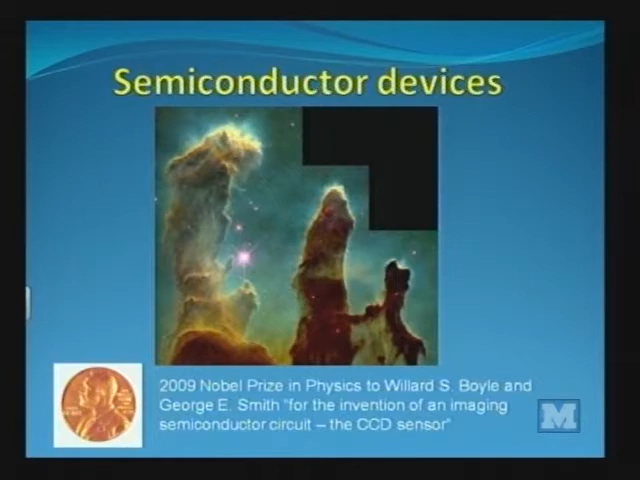 Semiconductor devices
2009 Nobel Prize in Physics to Willard S. Boyle and
George E. Smith "for the invention of an imaging
semiconductor circuit – the CCD sensor"
M